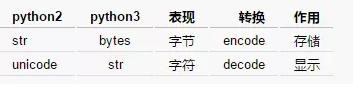 python2 python3 表现 转换 作用
str bytes 字节 encode 存储
unicode str 字符 decode 显示